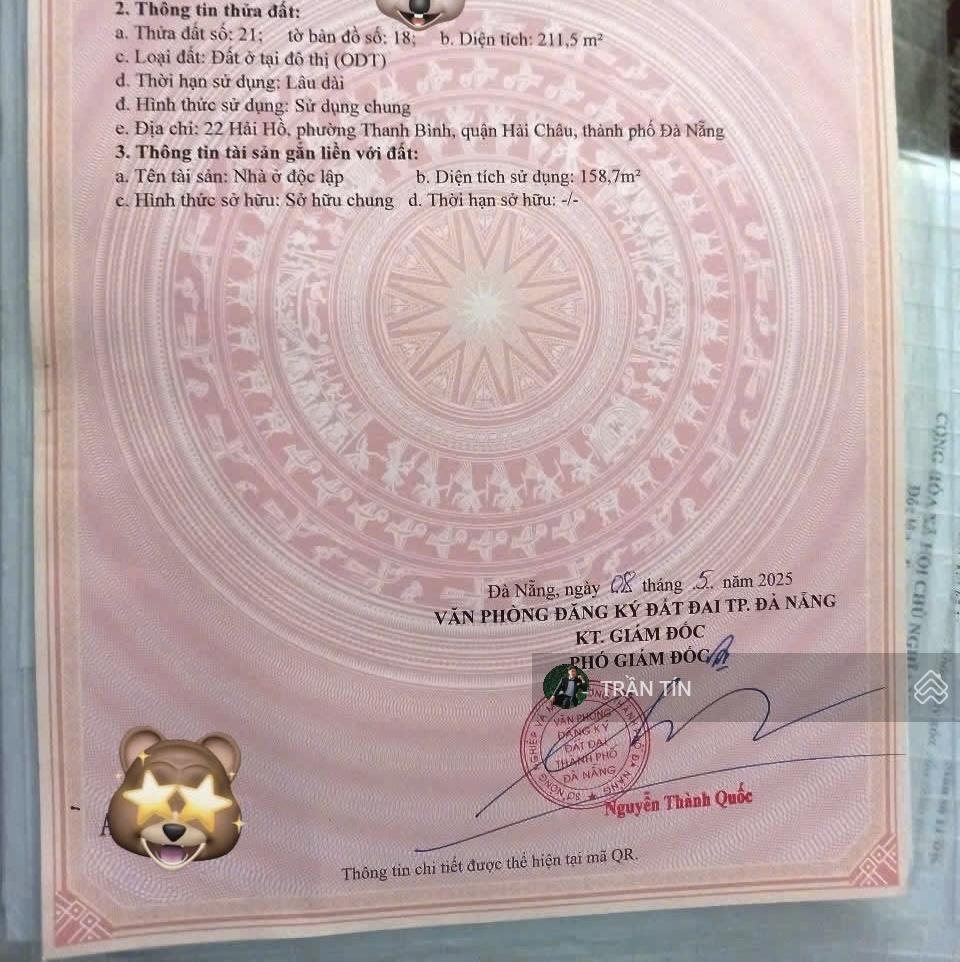 2. Thông tin thửa đất:
a. Thửa đất số: 21; tờ bản đồ số: 18; b. Diện tích: 211,5 m²
c. Loại đất: Đất ở tại đô thị (ODT)
d. Thời hạn sử dụng: Lâu dài
đ. Hình thức sử dụng: Sử dụng chung
e. Địa chỉ: 22 Hải Hồ, phường Thanh Bình, quận Hải Châu, thành phố Đà Nẵng
3. Thông tin tài sản gắn liền với đất:
a. Tên tài sản: Nhà ở độc lập b. Diện tích sử dụng: 158,7m²
c. Hình thức sở hữu: Sở hữu chung d. Thời hạn sở hữu: -/-
Đà Nẵng, ngày 08 tháng 5 năm 2025
VĂN PHÒNG ĐĂNG KÝ ĐẤT ĐAI TP. ĐÀ NẴNG
KT. GIÁM ĐỐC
PHÓ GIÁM ĐỐC
TRẦN TÍN
VĂN PHÒNG
ĐĂNG KÝ
ĐẤT ĐAI
THÀNH PHỐ
ĐÀ NẴNG
Nguyễn Thành Quốc
Thông tin chi tiết được thể hiện tại mã QR.